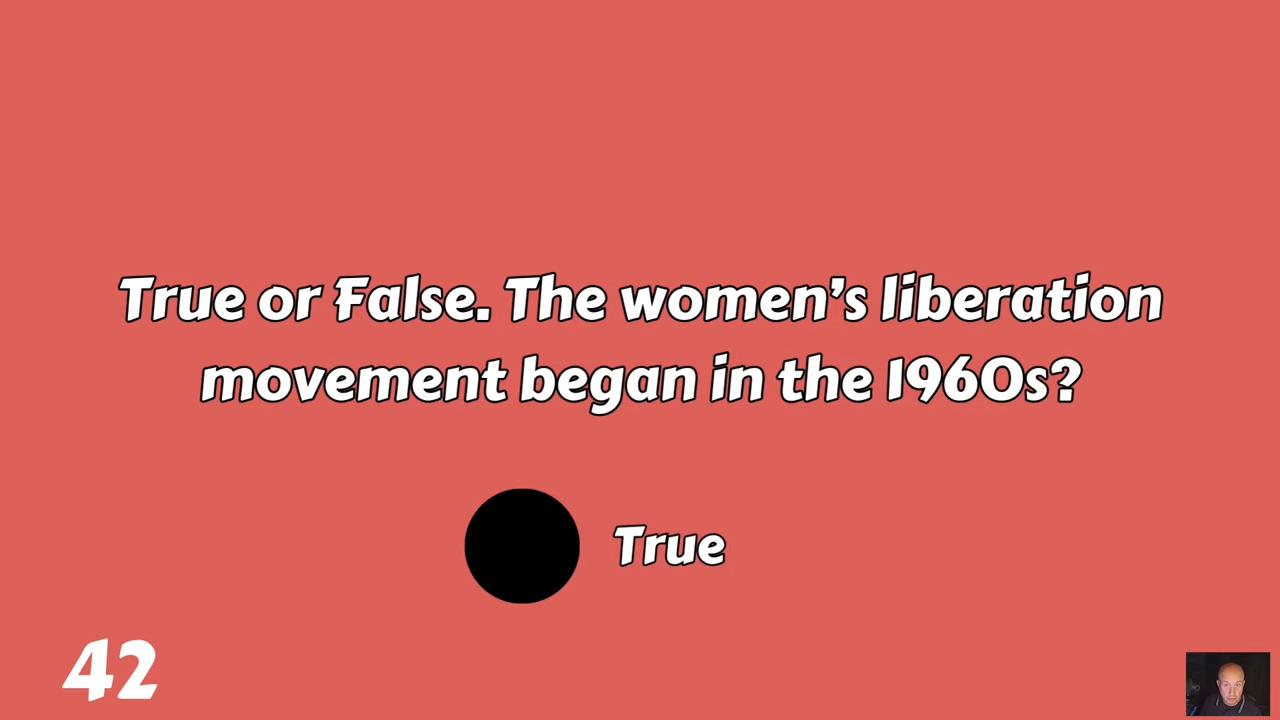 True or False. The women’s liberation
movement began in the 1960s?
True
42